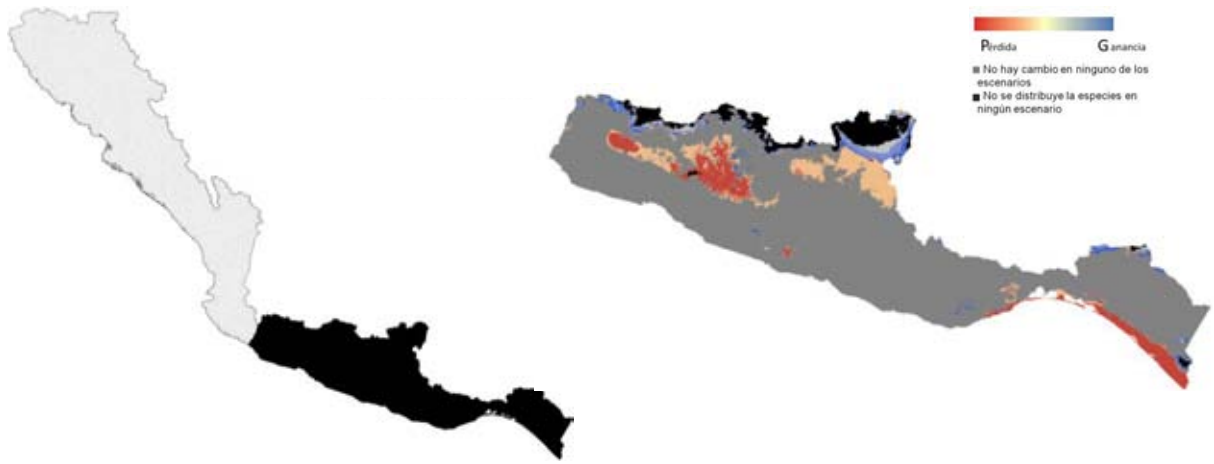 Pérdida Ganancia
No hay cambio en ninguno de los
escenarios
No se distribuye la especies en
ningún escenario